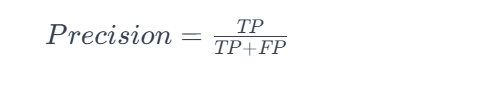 Precision = TP / TP+FP